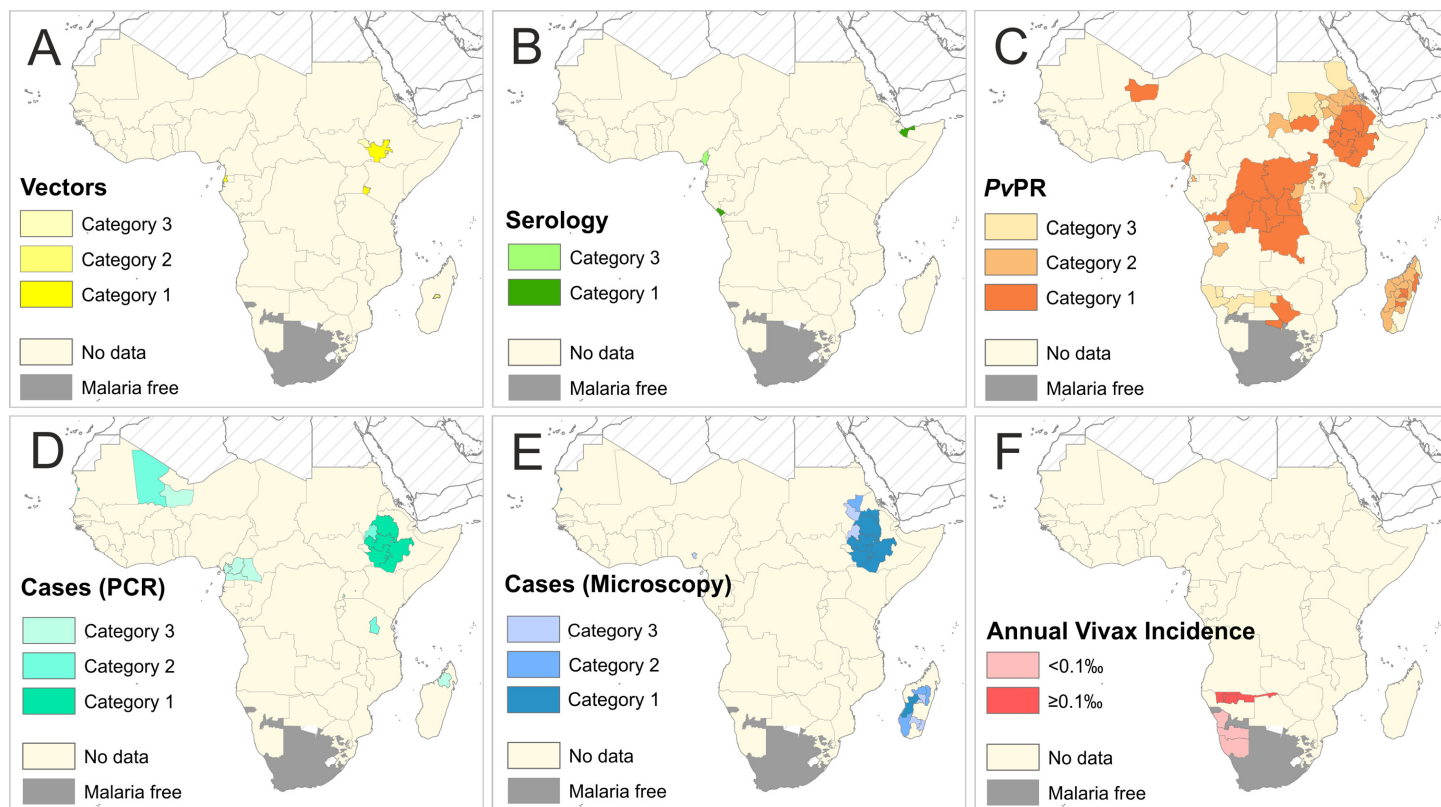 A
Vectors
Category 3
Category 2
Category 1
No data
Malaria free
B
Serology
Category 3
Category 1
No data
Malaria free
C
PvPR
Category 3
Category 2
Category 1
No data
Malaria free
D
Cases (PCR)
Category 3
Category 2
Category 1
No data
Malaria free
E
Cases (Microscopy)
Category 3
Category 2
Category 1
No data
Malaria free
F
Annual Vivax Incidence
<0.1‰
≥0.1‰
No data
Malaria free